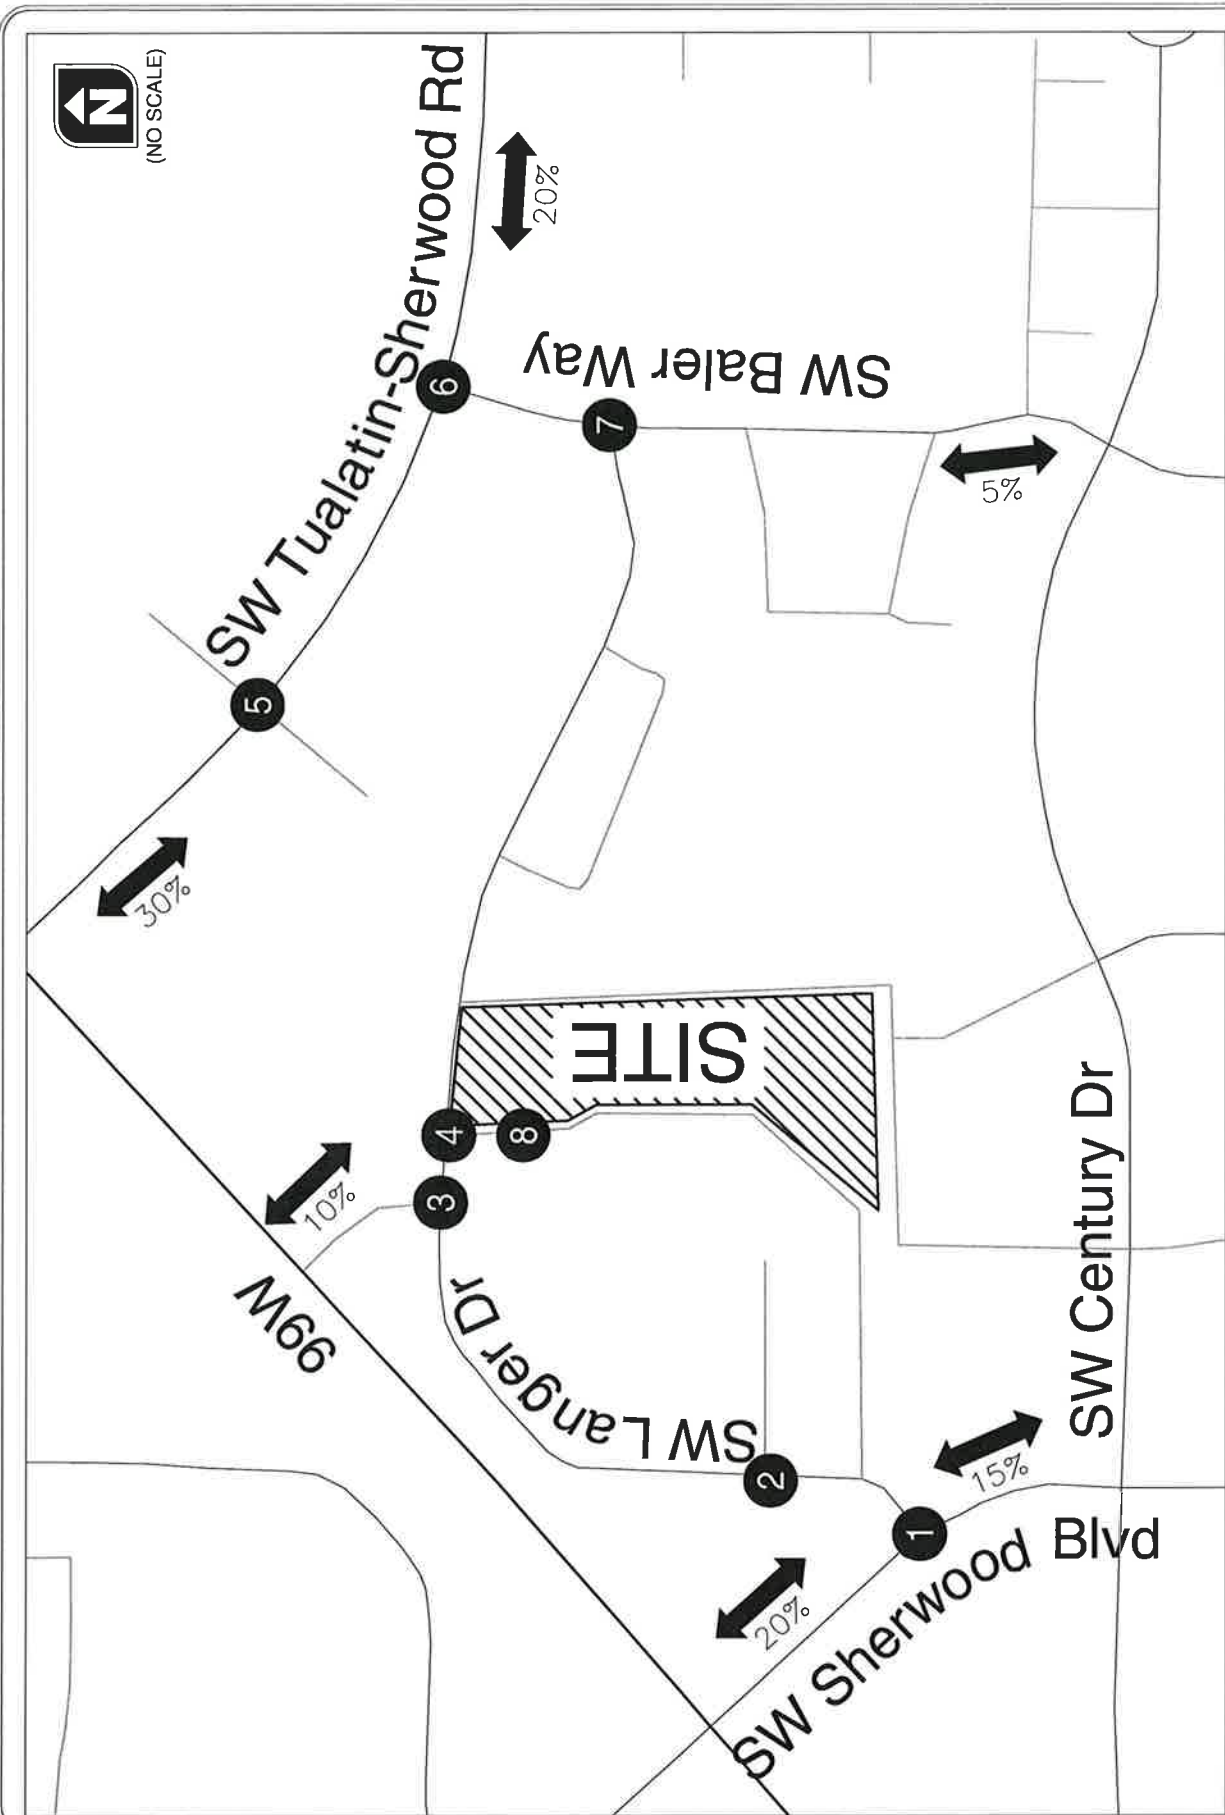 N
(NO SCALE)
SW Tualatin-Sherwood Rd
20%
6
SW Baler Way
7
5
5%
30%
SITE
4
8
3
10%
99W
SW Langer Dr
2
SW Century Dr
15%
1
20%
SW Sherwood Blvd